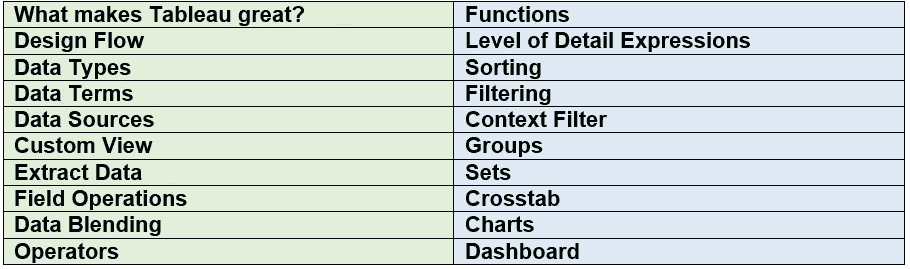 What makes Tableau great?
Functions
Design Flow
Level of Detail Expressions
Data Types
Sorting
Data Terms
Filtering
Data Sources
Context Filter
Custom View
Groups
Extract Data
Sets
Field Operations
Crosstab
Data Blending
Charts
Operators
Dashboard